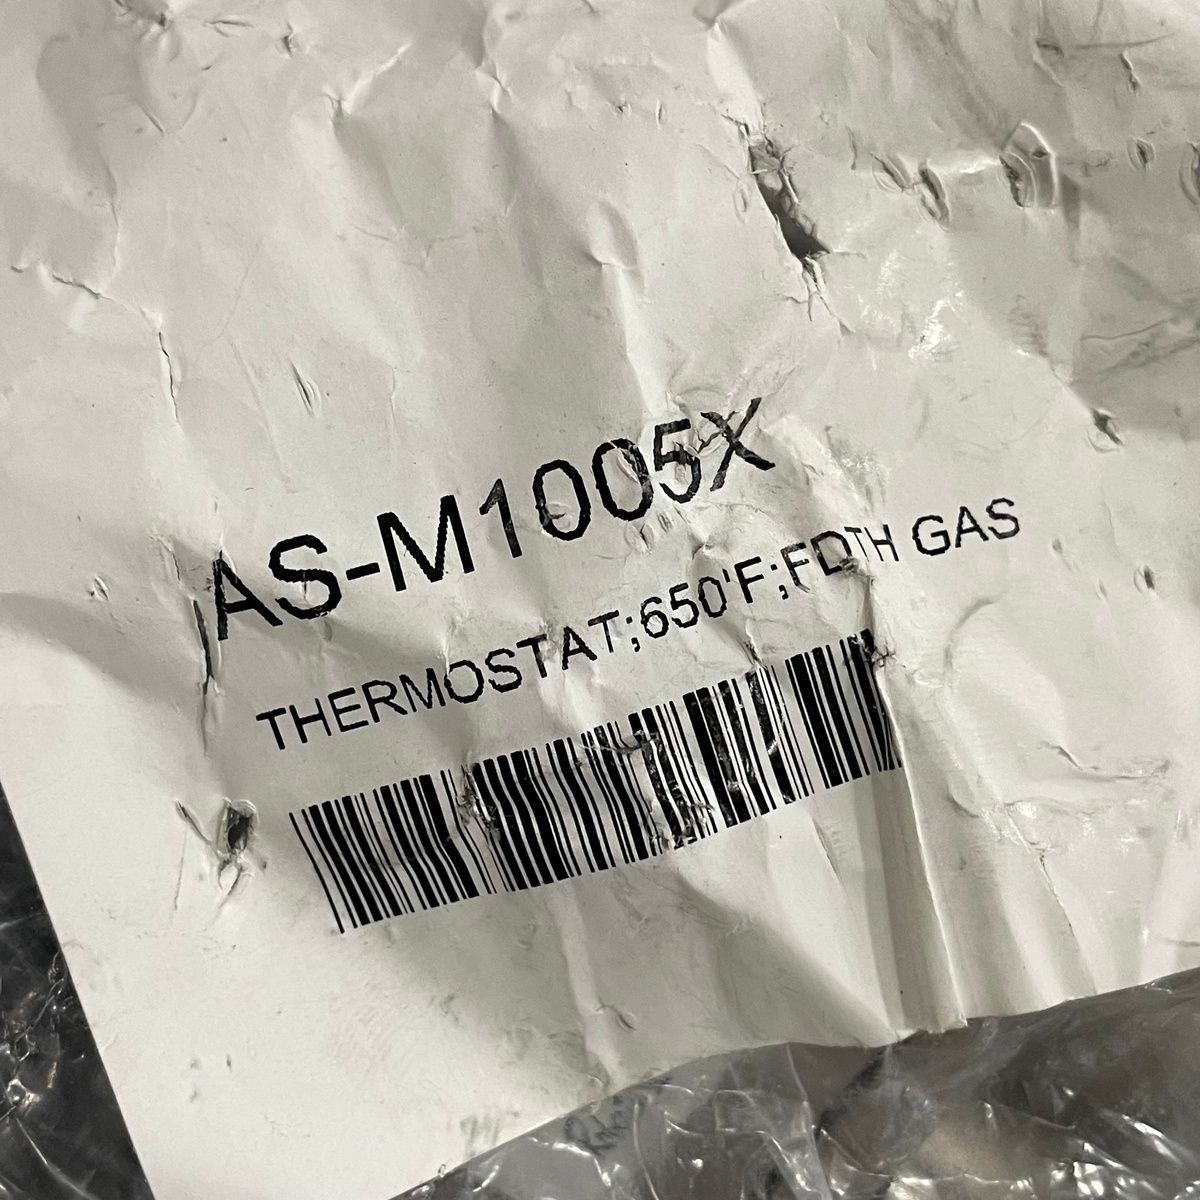 AS-M1005X
THERMOSTAT;650'F;FDTH GAS